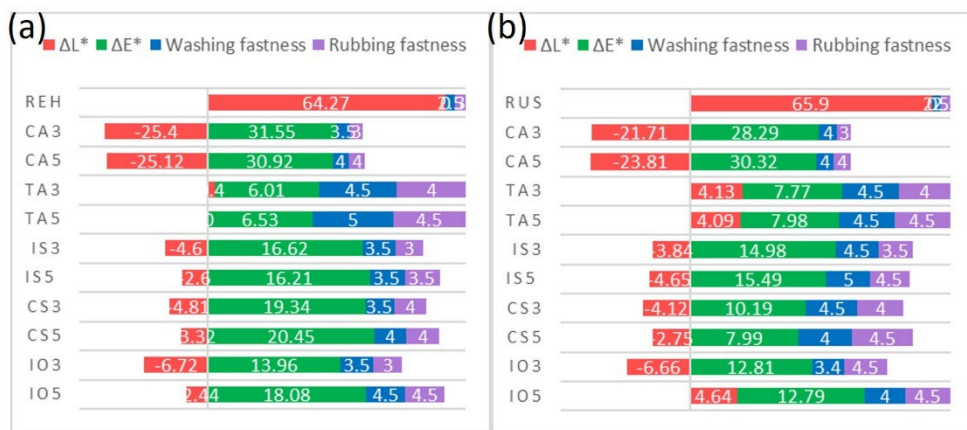 (a)
ΔL* ΔE* Washing fastness Rubbing fastness
REH 64.27
CA3 -25.4 31.55 3.5 3
CA5 -25.12 30.92 4 4
TA3 6.01 4.5 4
TA5 6.53 5 4.5
IS3 -4.6 16.62 3.5 3
IS5 16.21 3.5 3.5
CS3 -4.81 19.34 3.5 4
CS5 20.45 4 4
IO3 -6.72 13.96 3.5 3
IO5 18.08 4.5 4.5
(b)
ΔL* ΔE* Washing fastness Rubbing fastness
RUS 65.9
CA3 -21.71 28.29 4 3
CA5 -23.81 30.32 4 4
TA3 4.13 7.77 4.5 4
TA5 4.09 7.98 4.5 4.5
IS3 -3.84 14.98 4.5 3.5
IS5 -4.65 15.49 5 4.5
CS3 -4.12 10.19 4.5 4
CS5 -2.75 7.99 4 4.5
IO3 -6.66 12.81 3.4 4.5
IO5 4.64 12.79 4 4.5